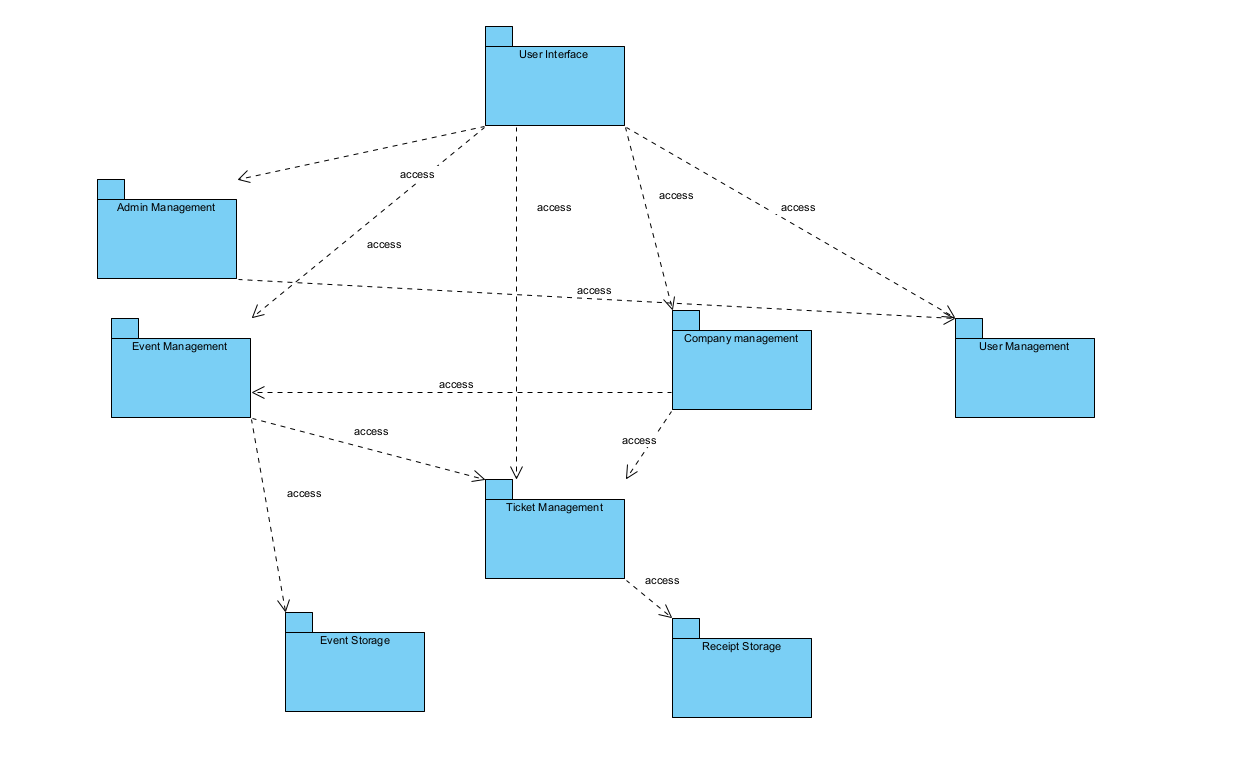 User Interface
access
access
access
access
Admin Management
access
access
access
Event Management
Company management
User Management
access
access
access
access
Ticket Management
access
Event Storage
Receipt Storage